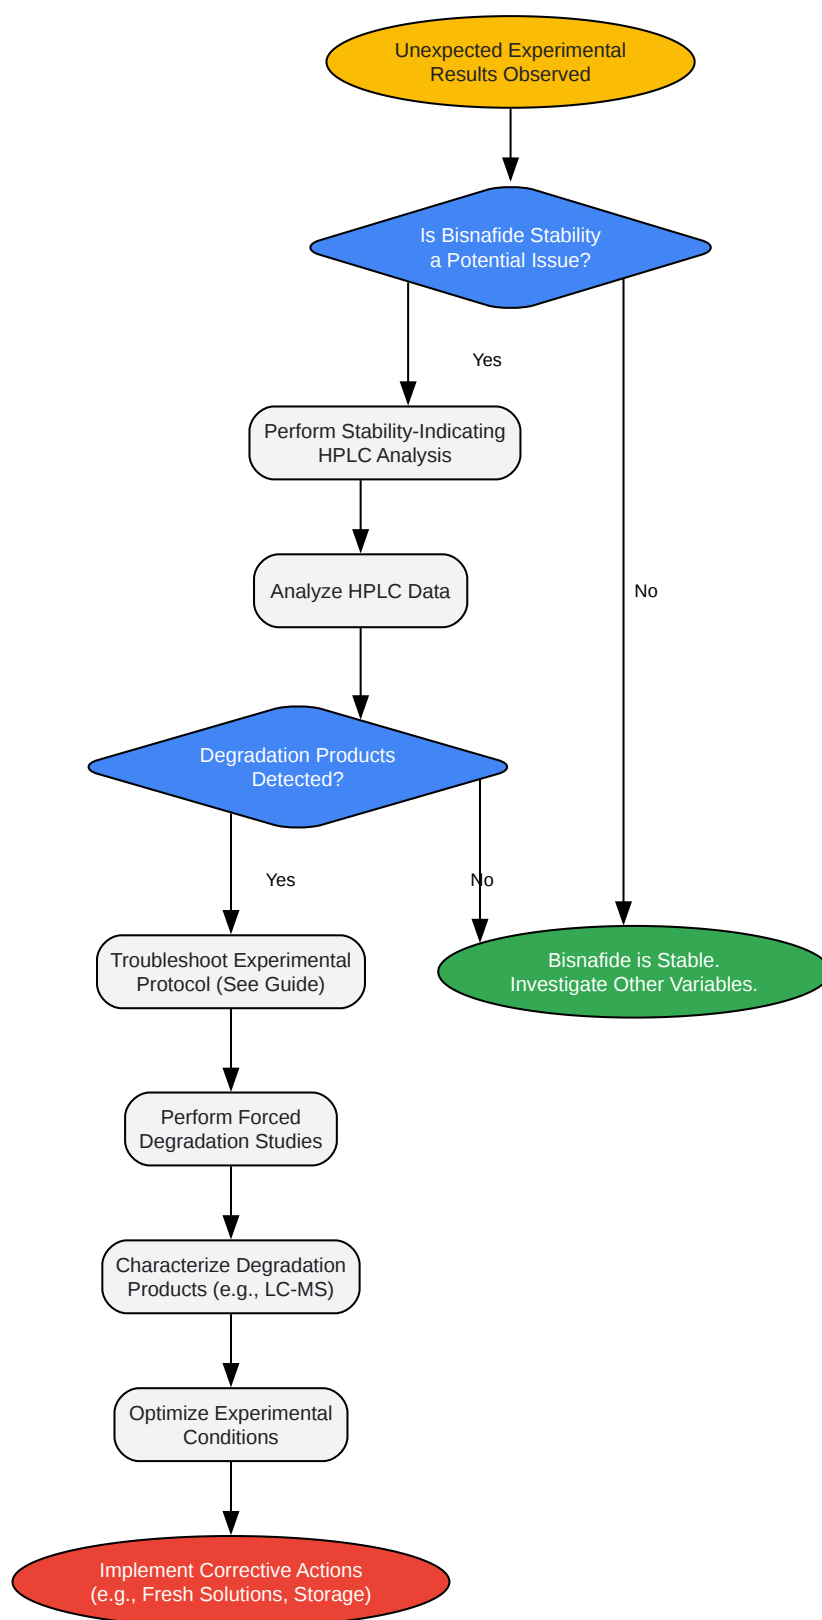 Unexpected Experimental
Results Observed
Is Bisnafide Stability
a Potential Issue?
Yes
Perform Stability-Indicating
HPLC Analysis
Analyze HPLC Data
No
Degradation Products
Detected?
Yes
No
Troubleshoot Experimental
Protocol (See Guide)
Bisnafide is Stable.
Investigate Other Variables.
Perform Forced
Degradation Studies
Characterize Degradation
Products (e.g., LC-MS)
Optimize Experimental
Conditions
Implement Corrective Actions
(e.g., Fresh Solutions, Storage)